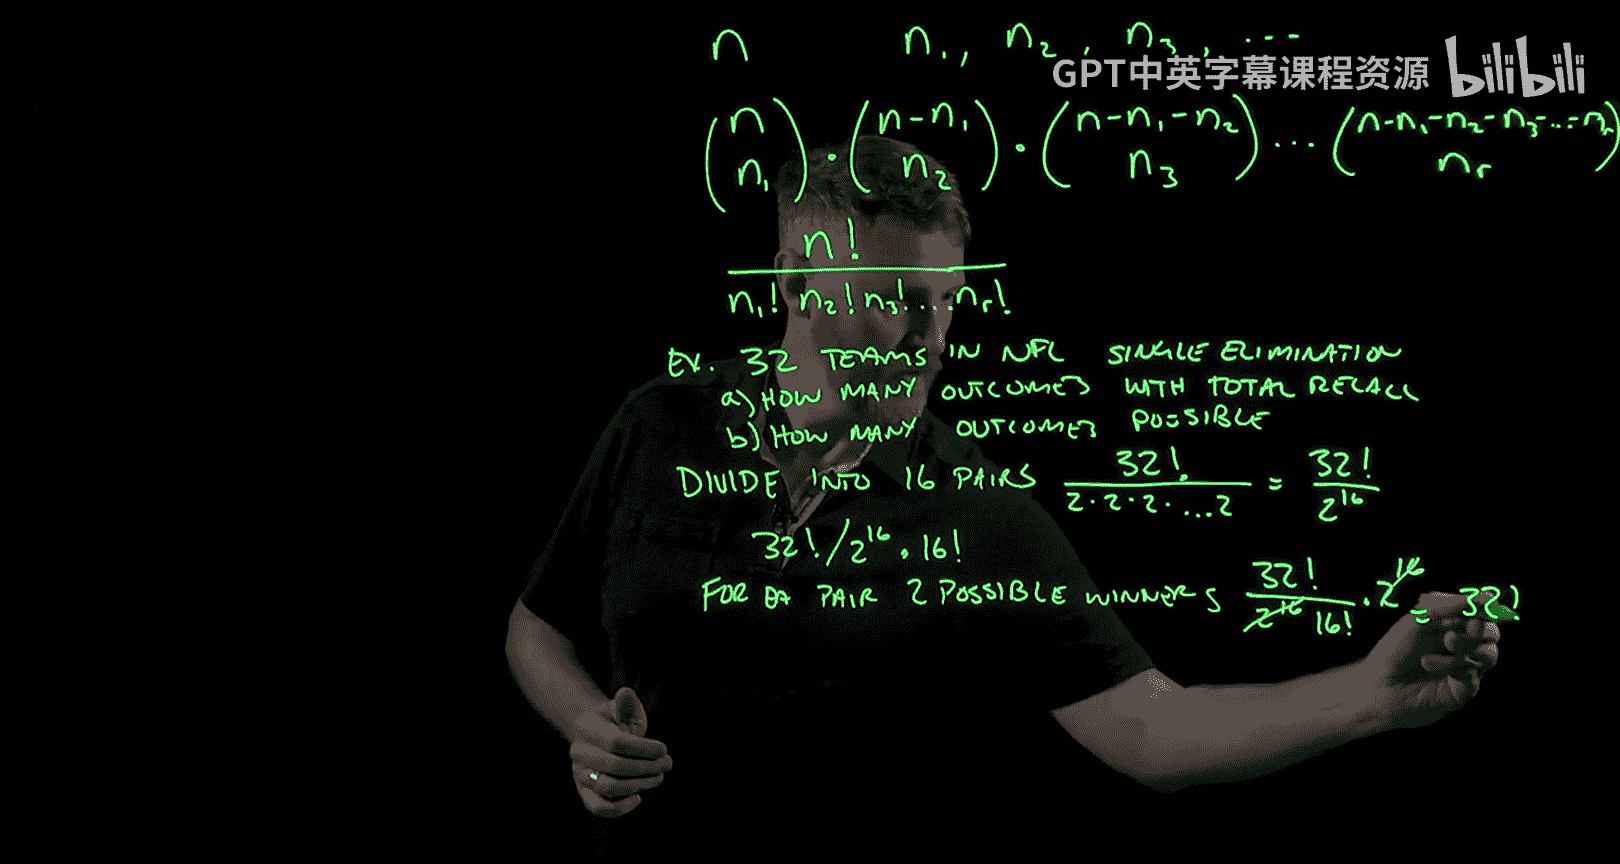 n n₁, n₂, n₃, ...
GPT中英字幕课程资源 bilibili
(n n₁) · (n-n₁ n₂) · (n-n₁-n₂ n₃) ... (n-n₁-n₂-n₃-...-nᵣ nᵣ)
n!
n₁! n₂! n₃! ... nᵣ!
EX. 32 TEAMS IN NFL SINGLE ELIMINATION
a) HOW MANY OUTCOMES WITH TOTAL RECALL
b) HOW MANY OUTCOMES POSSIBLE
DIVIDE INTO 16 PAIRS 32! / 2·2·2·...2 = 32! / 2¹⁶
32!/2¹⁶ · 16!
FOR PAIR 2 POSSIBLE WINNERS 32! / 2¹⁶ 16! · 2¹⁶ = 32!